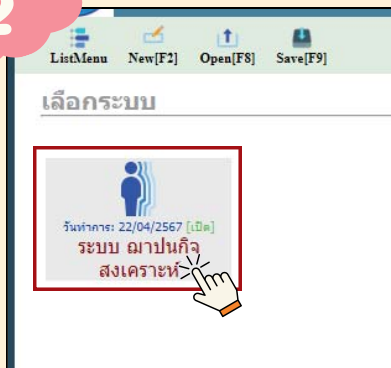 2
ListMenu New[F2] Open[F8] Save[F9]
เลือกระบบ
วันทำการ: 22/04/2567 [เปิด]
ระบบ ฌาปนกิจ
สงเคราะห์